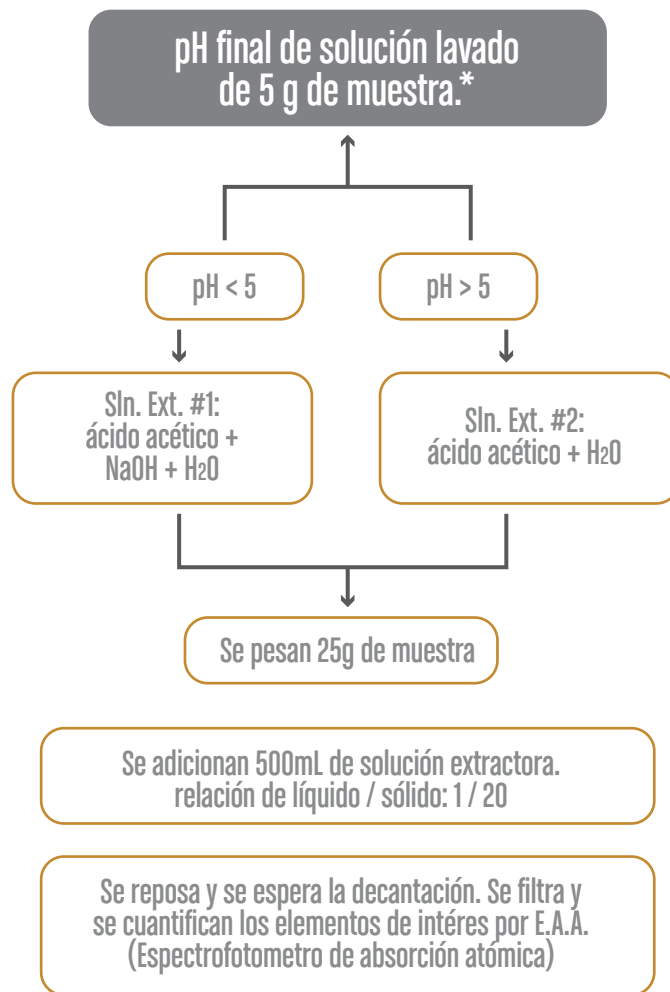 pH final de solución lavado
de 5 g de muestra.*
pH < 5
pH > 5
Sln. Ext. #1:
ácido acético +
NaOH + H2O
Sln. Ext. #2:
ácido acético + H2O
Se pesan 25g de muestra
Se adicionan 500mL de solución extractora.
relación de líquido / sólido: 1 / 20
Se reposa y se espera la decantación. Se filtra y
se cuantifican los elementos de intéres por E.A.A.
(Espectrofotometro de absorción atómica)